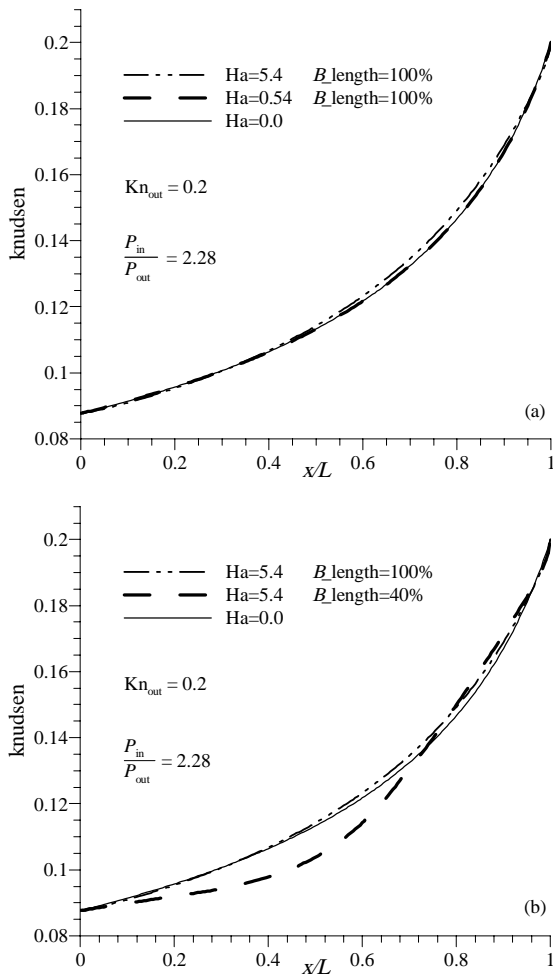 0.2
0.18
0.16
0.14
0.12
0.1
0.08
knudsen
Ha=5.4 B_length=100%
Ha=0.54 B_length=100%
Ha=0.0
Kn_out = 0.2
P_in
P_out = 2.28
(a)
0 0.2 0.4 0.6 0.8 1
x/L
0.2
0.18
0.16
0.14
0.12
0.1
0.08
knudsen
Ha=5.4 B_length=100%
Ha=5.4 B_length=40%
Ha=0.0
Kn_out = 0.2
P_in
P_out = 2.28
(b)
0 0.2 0.4 0.6 0.8 1
x/L